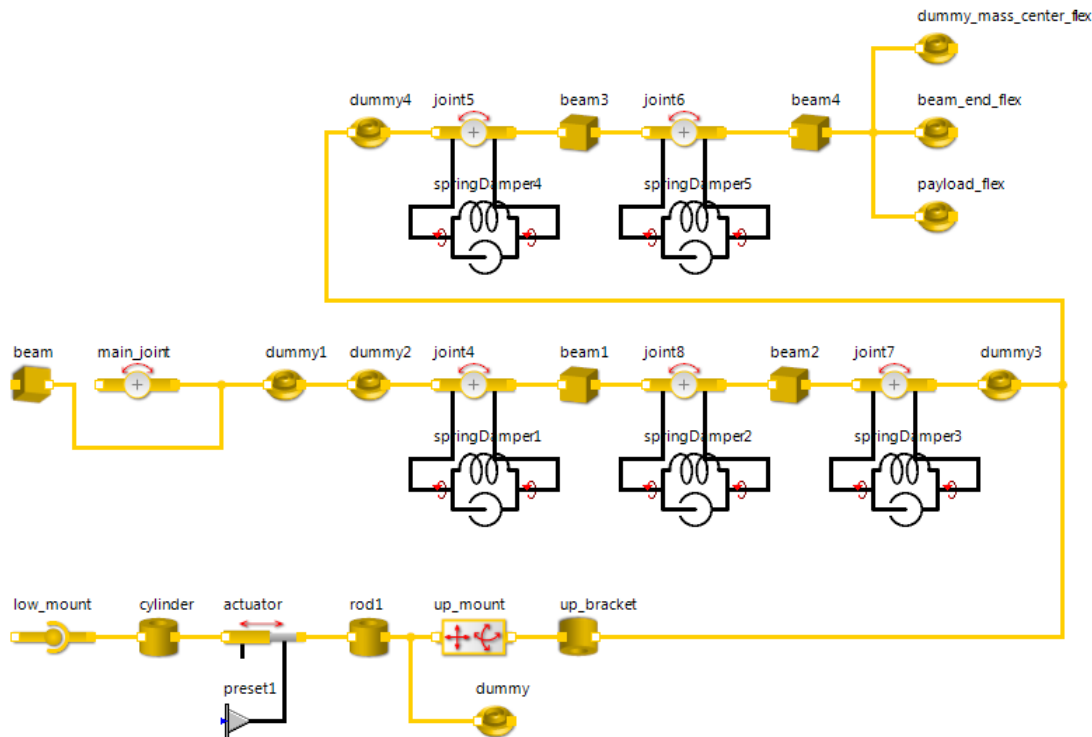 dummy_mass_center_flex
dummy4 joint5 beam3 joint6 beam4 beam_end_flex
springDamper4 springDamper5 payload_flex
beam main_joint dummy1 dummy2 joint4 beam1 joint8 beam2 joint7 dummy3
springDamper1 springDamper2 springDamper3
low_mount cylinder actuator rod1 up_mount up_bracket
preset1 dummy